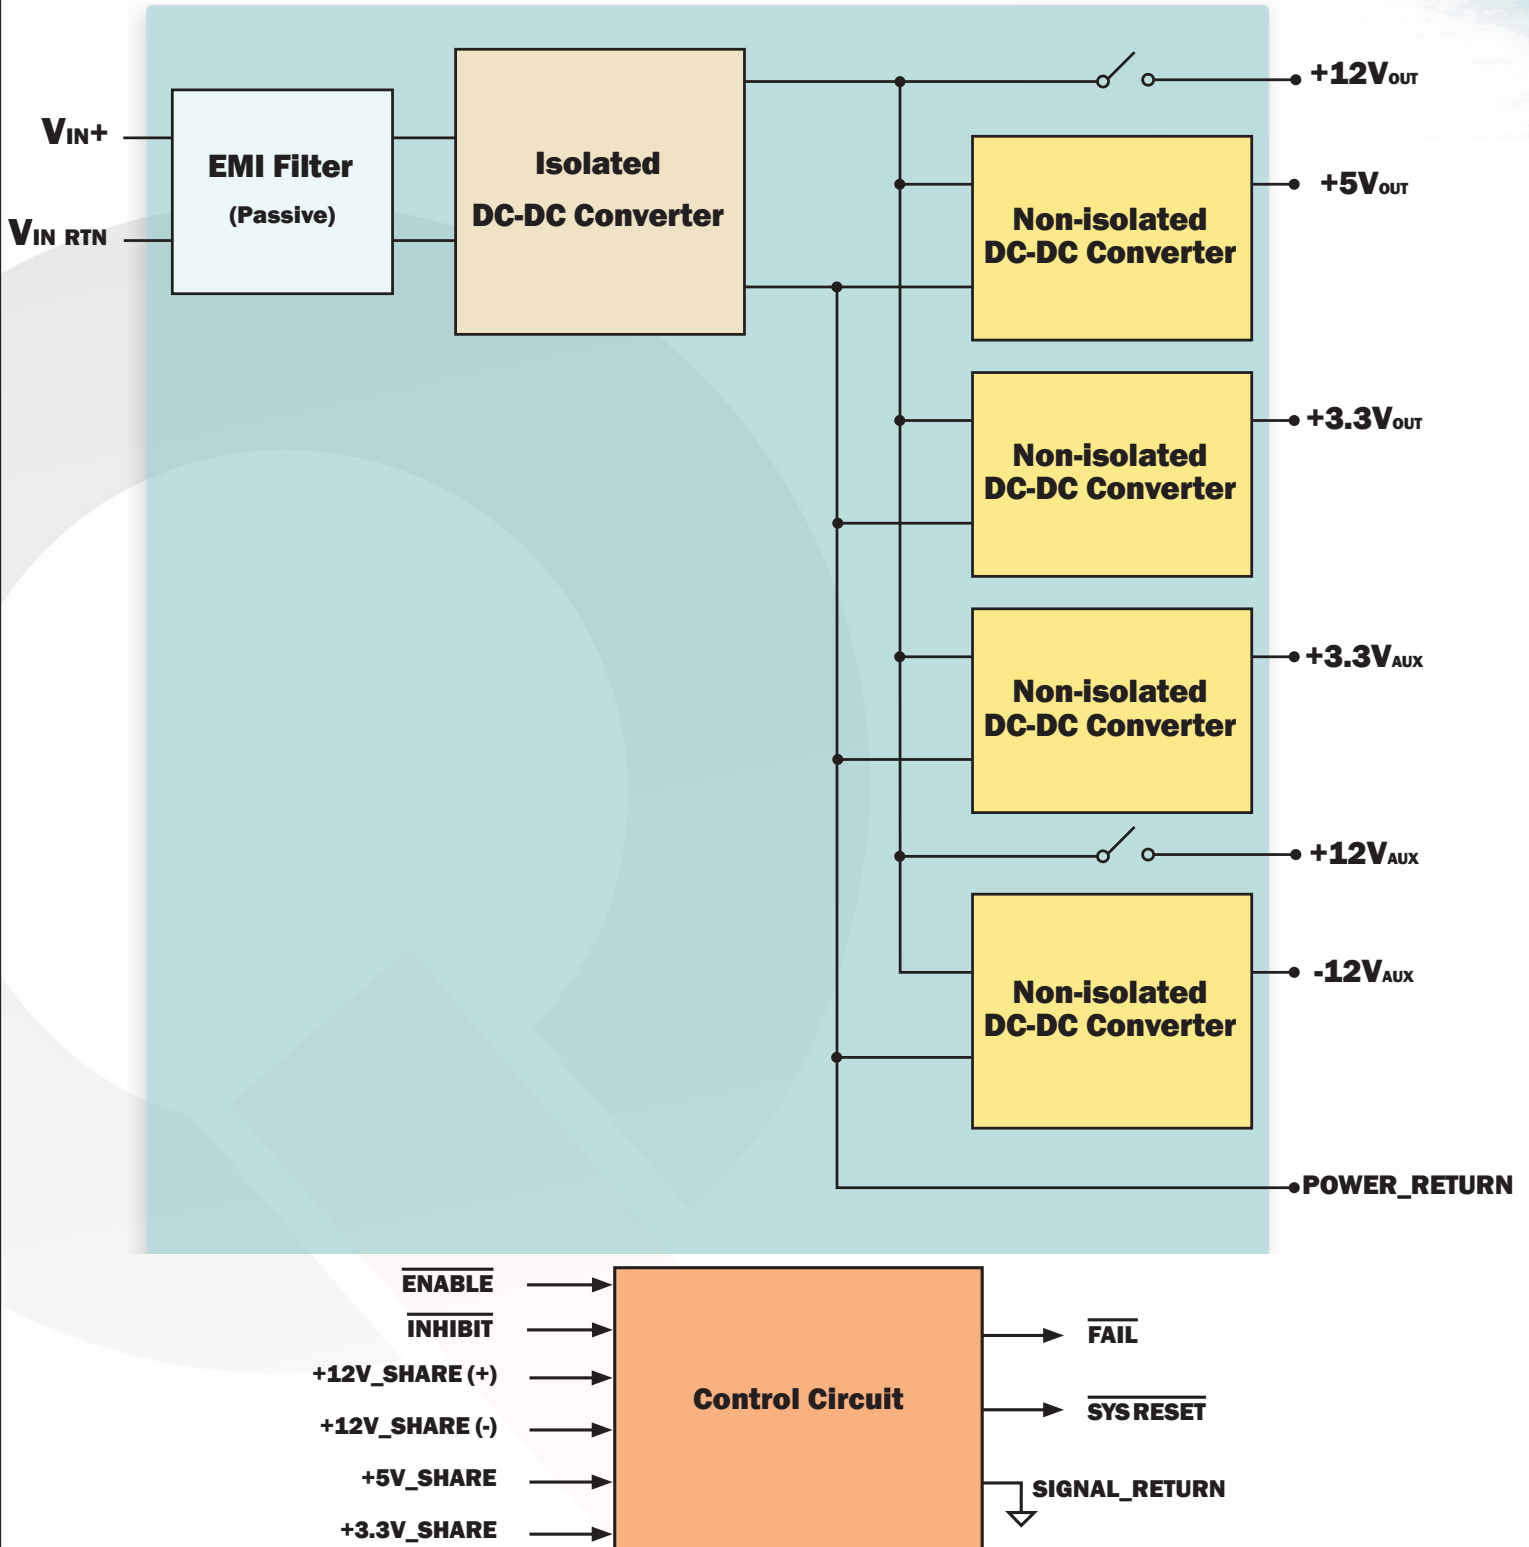 VIN+
VIN RTN
EMI Filter
(Passive)
Isolated
DC-DC Converter
+12VOUT
+5VOUT
Non-isolated
DC-DC Converter
+3.3VOUT
Non-isolated
DC-DC Converter
+3.3VAUX
Non-isolated
DC-DC Converter
+12VAUX
-12VAUX
Non-isolated
DC-DC Converter
POWER_RETURN
ENABLE
INHIBIT
+12V_SHARE (+)
+12V_SHARE (-)
+5V_SHARE
+3.3V_SHARE
Control Circuit
FAIL
SYS RESET
SIGNAL_RETURN